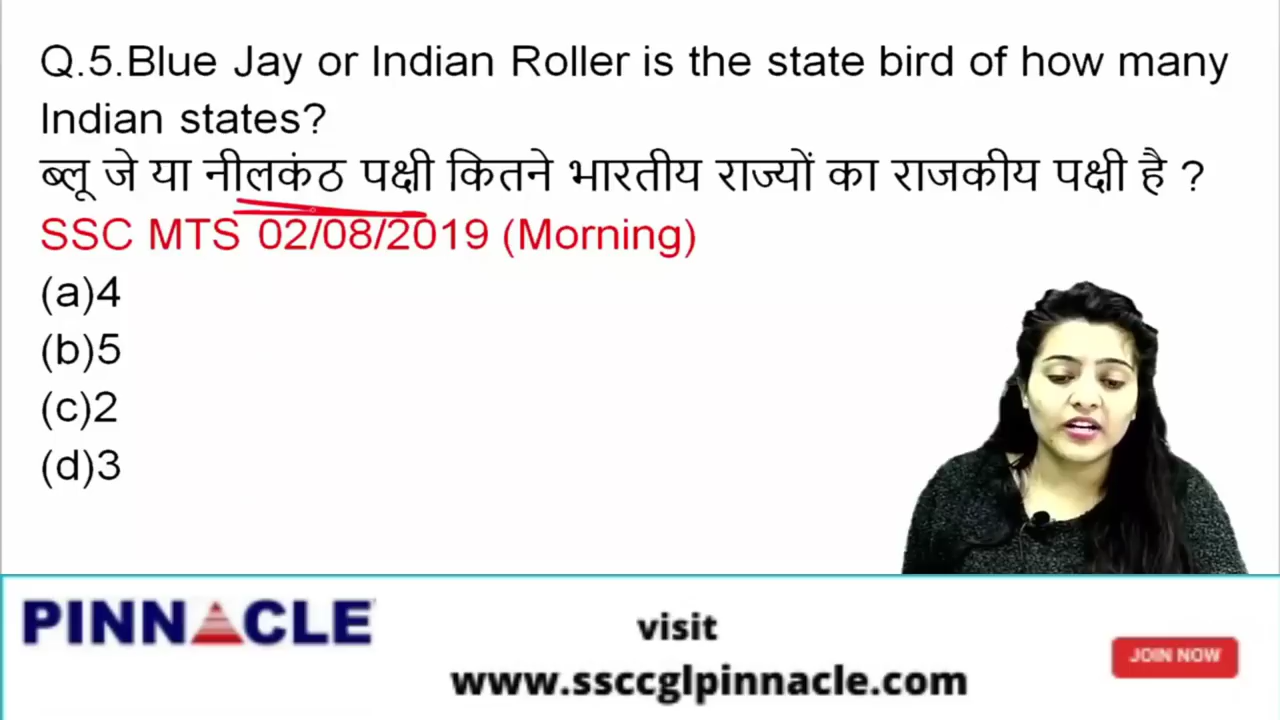 Q.5.Blue Jay or Indian Roller is the state bird of how many
Indian states?
ब्लू जे या नीलकंठ पक्षी कितने भारतीय राज्यों का राजकीय पक्षी है ?
SSC MTS 02/08/2019 (Morning)
(a)4
(b)5
(c)2
(d)3
PINNACLE
visit
www.ssccglpinnacle.com
JOIN NOW